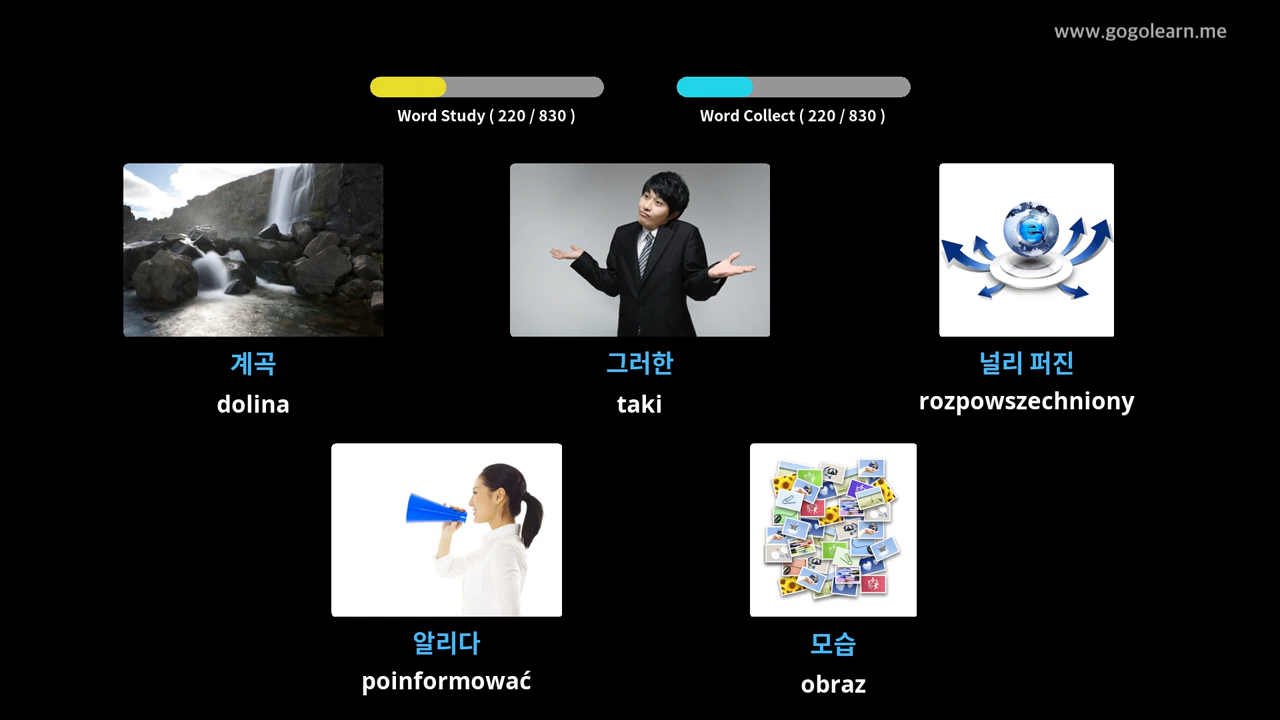 www.gogolearn.me
Word Study ( 220 / 830 )
Word Collect ( 220 / 830 )
계곡
dolina
그러한
taki
널리 퍼진
rozpowszechniony
알리다
poinformować
모습
obraz